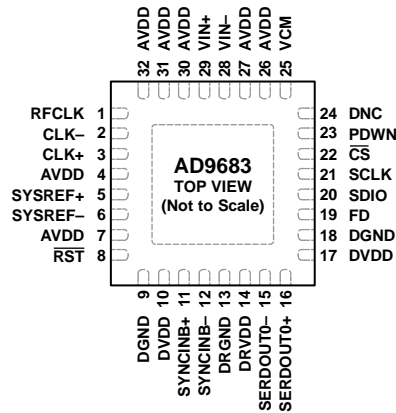 32 AVDD
31 AVDD
30 AVDD
29 VIN+
28 VIN–
27 AVDD
26 AVDD
25 VCM
RFCLK 1
CLK– 2
CLK+ 3
AVDD 4
SYSREF+ 5
SYSREF– 6
AVDD 7
RST 8
AD9683
TOP VIEW
(Not to Scale)
24 DNC
23 PDWN
22 CS
21 SCLK
20 SDIO
19 FD
18 DGND
17 DVDD
DGND 9
DVDD 10
SYNCINB+ 11
SYNCINB– 12
DRGND 13
DRVDD 14
SERDOUT0– 15
SERDOUT0+ 16